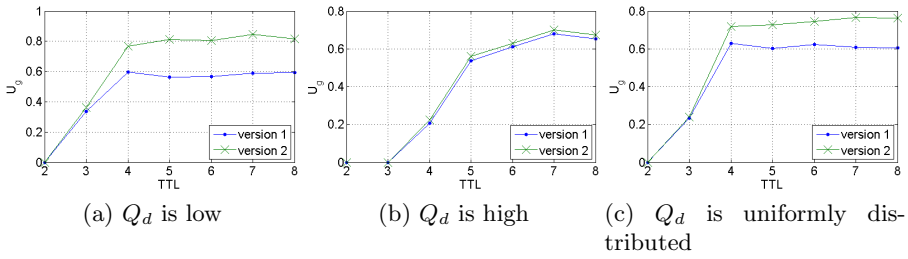 1
0.8
0.6
0.4
0.2
0
U_g
2 3 4 5 6 7 8
TTL
version 1
version 2
(a) Q_d is low
0.8
0.6
0.4
0.2
0
U_g
2 3 4 5 6 7 8
TTL
version 1
version 2
(b) Q_d is high
0.8
0.6
0.4
0.2
0
U_g
2 3 4 5 6 7 8
TTL
version 1
version 2
(c) Q_d is uniformly dis-
tributed